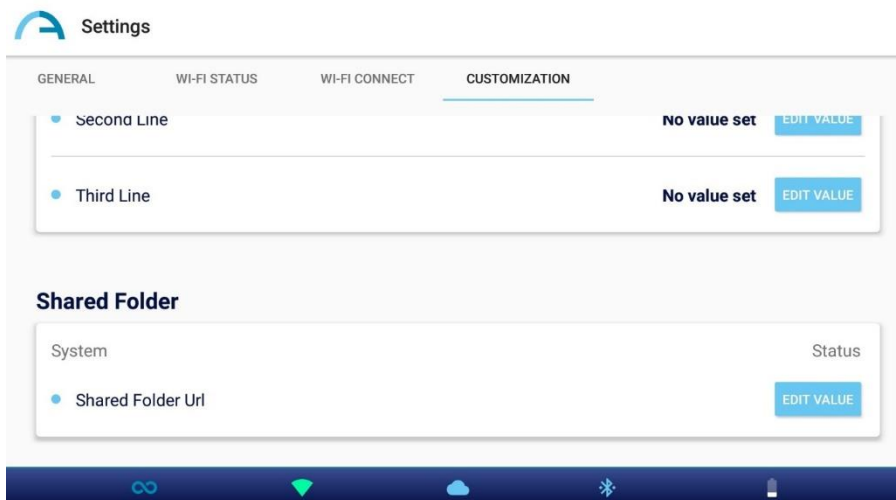 Settings
GENERAL WI-FI STATUS WI-FI CONNECT CUSTOMIZATION
Second Line No value set EDIT VALUE
Third Line No value set EDIT VALUE
Shared Folder
System Status
Shared Folder Url EDIT VALUE